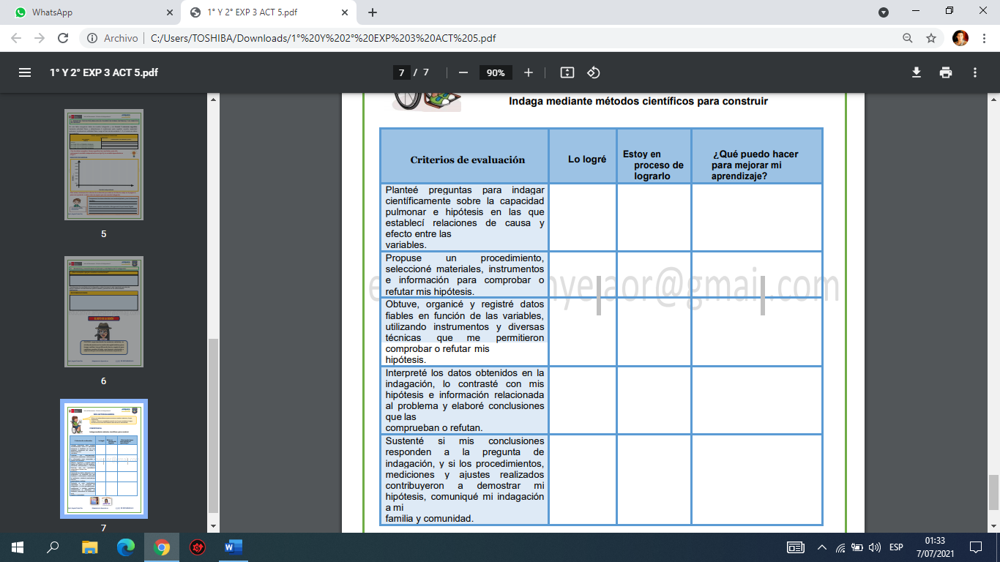 WhatsApp
1° Y 2° EXP 3 ACT 5.pdf
Archivo
C:/Users/TOSHIBA/Downloads/1°%20Y%202°%20EXP%203%20ACT%205.pdf
1° Y 2° EXP 3 ACT 5.pdf
7 / 7
90%
5
6
7
Indaga mediante métodos científicos para construir
Criterios de evaluación
Lo logré
Estoy en
proceso de
lograrlo
¿Qué puedo hacer
para mejorar mi
aprendizaje?
Planteé preguntas para indagar
científicamente sobre la capacidad
pulmonar e hipótesis en las que
establecí relaciones de causa y
efecto entre las
variables.
Propuse un procedimiento,
seleccioné materiales, instrumentos
e información para comprobar o
refutar mis hipótesis.
Obtuve, organicé y registré datos
fiables en función de las variables,
utilizando instrumentos y diversas
técnicas que me permitieron
comprobar o refutar mis
hipótesis.
Interpreté los datos obtenidos en la
indagación, lo contrasté con mis
hipótesis e información relacionada
al problema y elaboré conclusiones
que las
comprueban o refutan.
Sustenté si mis conclusiones
responden a la pregunta de
indagación, y si los procedimientos,
mediciones y ajustes realizados
contribuyeron a demostrar mi
hipótesis, comuniqué mi indagación
a mi
familia y comunidad.
ESP
01:33
7/07/2021